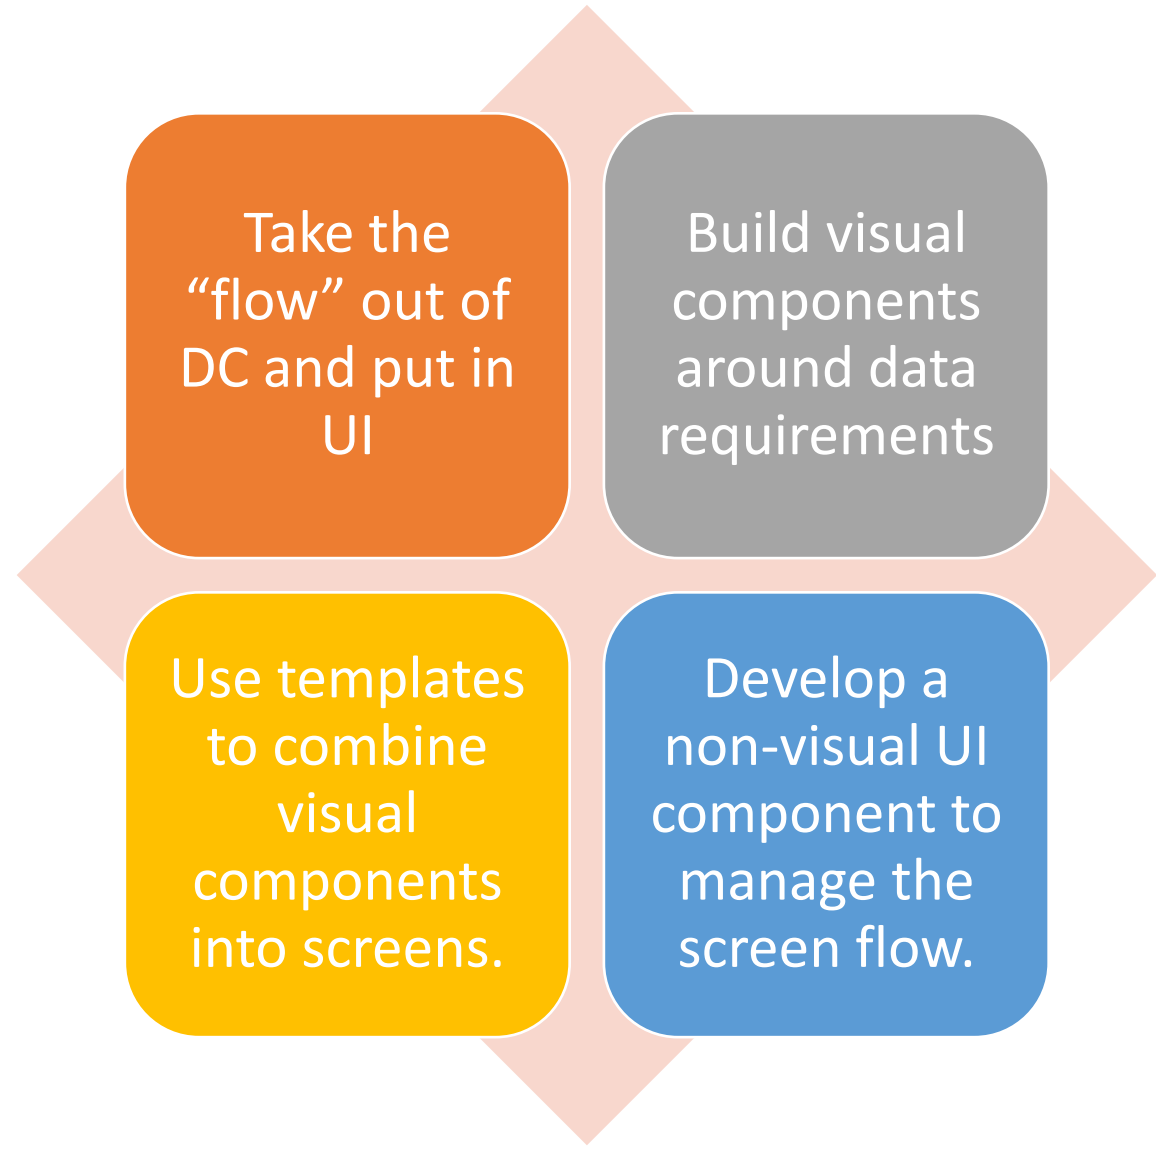 Take the
“flow” out of
DC and put in
UI
Build visual
components
around data
requirements
Use templates
to combine
visual
components
into screens.
Develop a
non-visual UI
component to
manage the
screen flow.